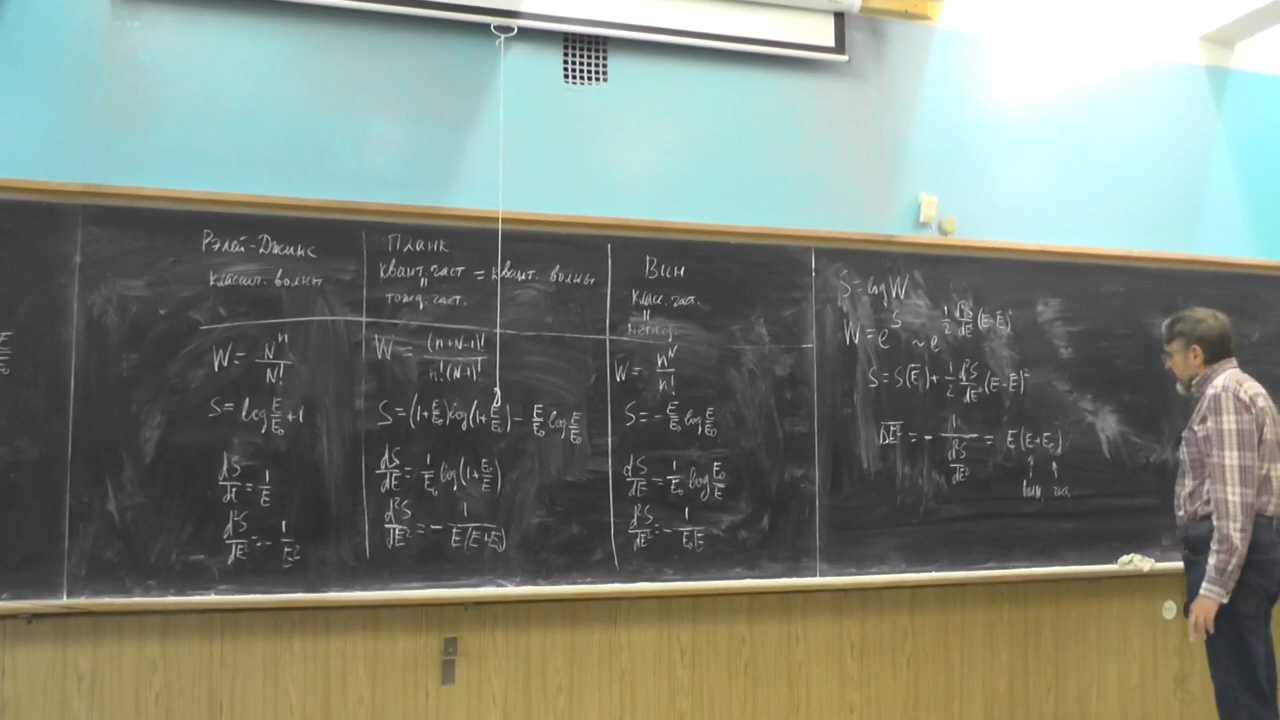 Рэлей-Джинс
классич. волны
W = N^n / N!
S = log E/E₀ + 1
dS/dE = 1/E
d²S/dE² = - 1/E²
Планк
квант. част = квант. волны
"
тожд. част.
W = (n+N-1)! / n!(N-1)!
S = (1+E/E₀) log(1+E/E₀) - E/E₀ log E/E₀
dS/dE = 1/E₀ log(1+E₀/E)
d²S/dE² = - 1/E(E+E₀)
Вин
класс. част.
"
W = n^N / n!
S = - E/E₀ log E/E₀
dS/dE = 1/E₀ log E₀/E
d²S/dE² = - 1/E₀E
S = log W
W = e^S ~ e^(1/2 d²S/dE² (E-Ē)²)
S = S(Ē) + 1/2 d²S/dE² (E-Ē)²
ΔE² = - 1/(d²S/dE²) = E(E+E₀)
↑ ↑